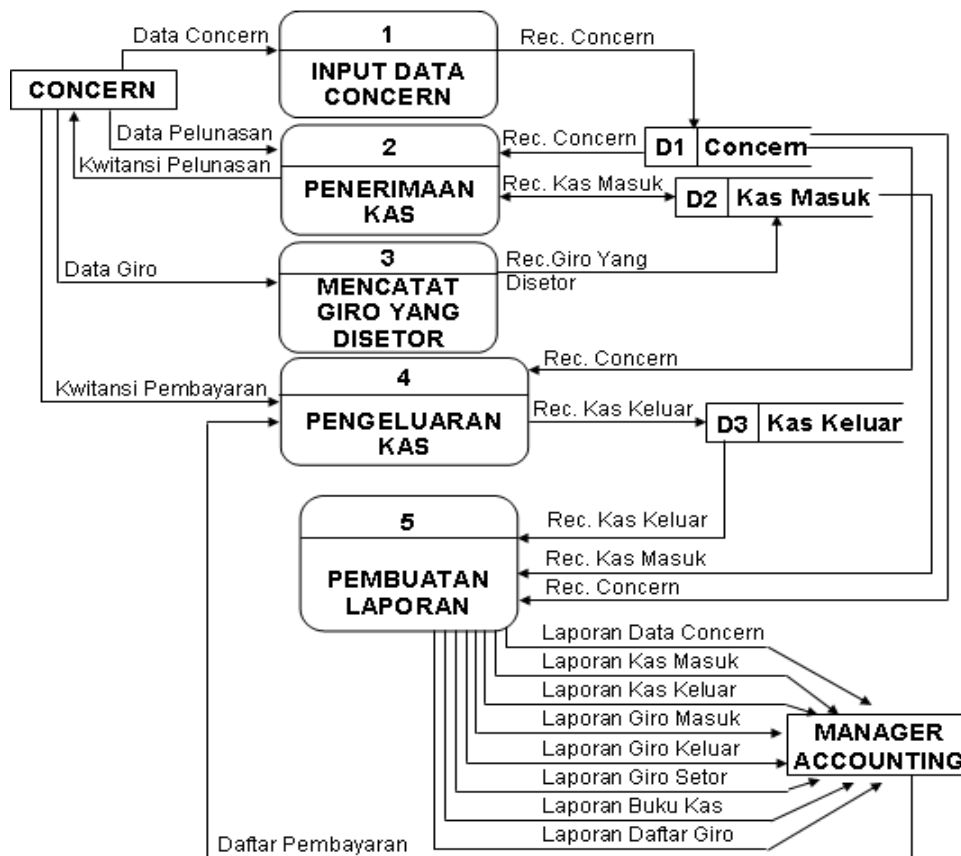 Data Concern
1
Rec. Concern
INPUT DATA
CONCERN
CONCERN
Data Pelunasan
Kwitansi Pelunasan
2
PENERIMAAN
KAS
Rec. Concern
D1 Concern
Rec. Kas Masuk
D2 Kas Masuk
Data Giro
3
MENCATAT
GIRO YANG
DISETOR
Rec.Giro Yang
Disetor
Rec. Concern
Kwitansi Pembayaran
4
PENGELUARAN
KAS
Rec. Kas Keluar
D3 Kas Keluar
5
PEMBUATAN
LAPORAN
Rec. Kas Keluar
Rec. Kas Masuk
Rec. Concern
Laporan Data Concern
Laporan Kas Masuk
Laporan Kas Keluar
Laporan Giro Masuk
Laporan Giro Keluar
Laporan Giro Setor
Laporan Buku Kas
Laporan Daftar Giro
MANAGER
ACCOUNTING
Daftar Pembayaran